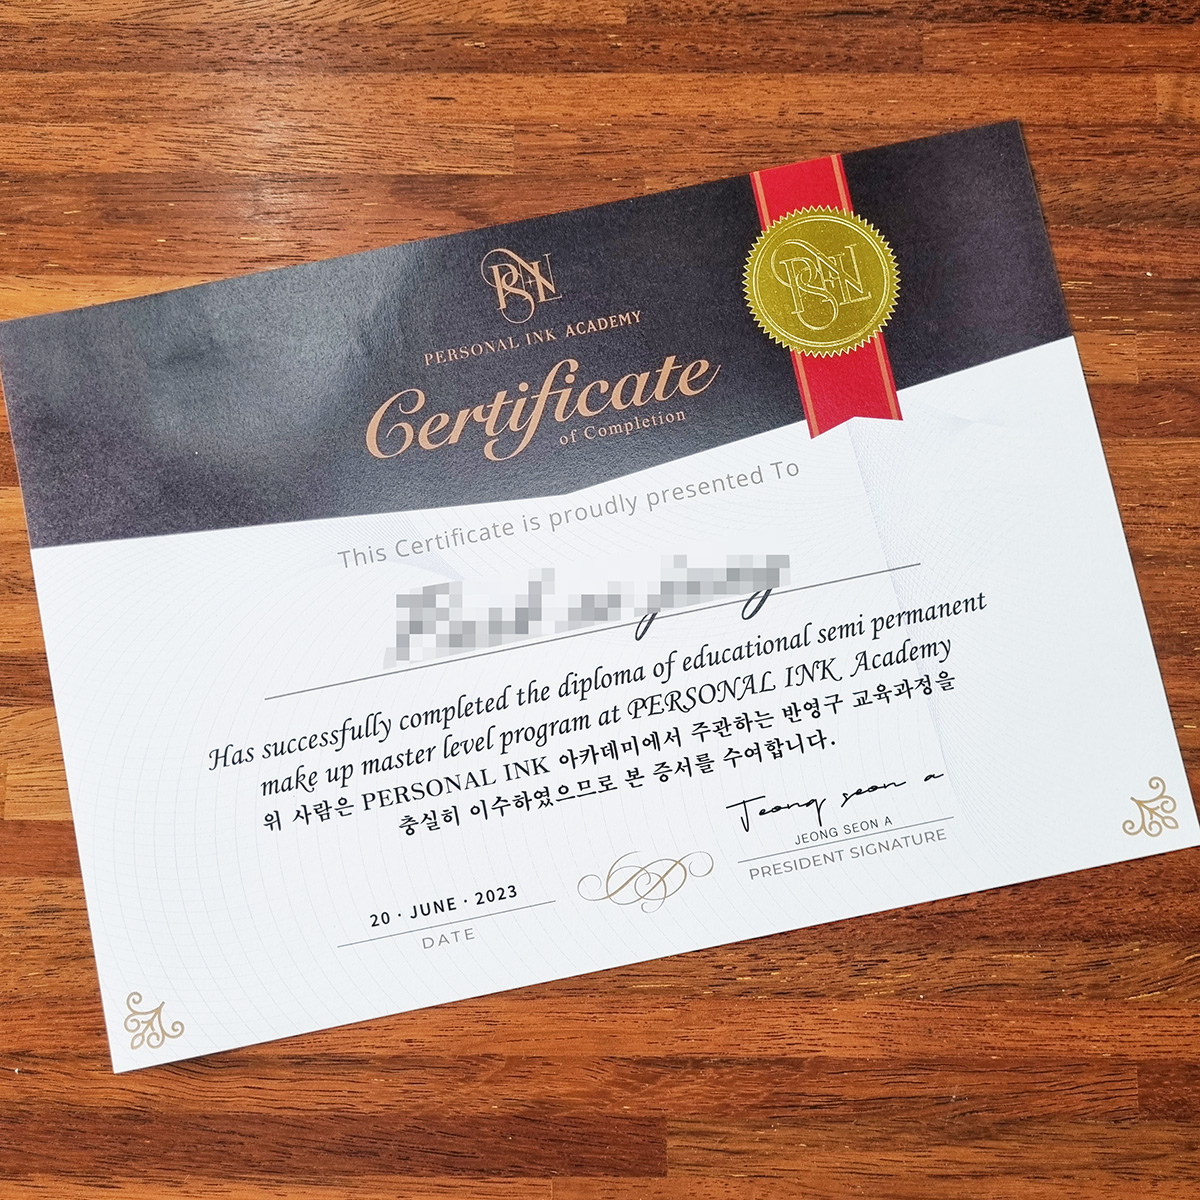 PERSONAL INK ACADEMY
Certificate
of Completion
This Certificate is proudly presented To
Has successfully completed the diploma of educational semi permanent
make up master level program at PERSONAL INK Academy
위 사람은 PERSONAL INK 아카데미에서 주관하는 반영구 교육과정을
충실히 이수하였으므로 본 증서를 수여합니다.
Jeong seon a
JEONG SEON A
PRESIDENT SIGNATURE
20 · JUNE · 2023
DATE